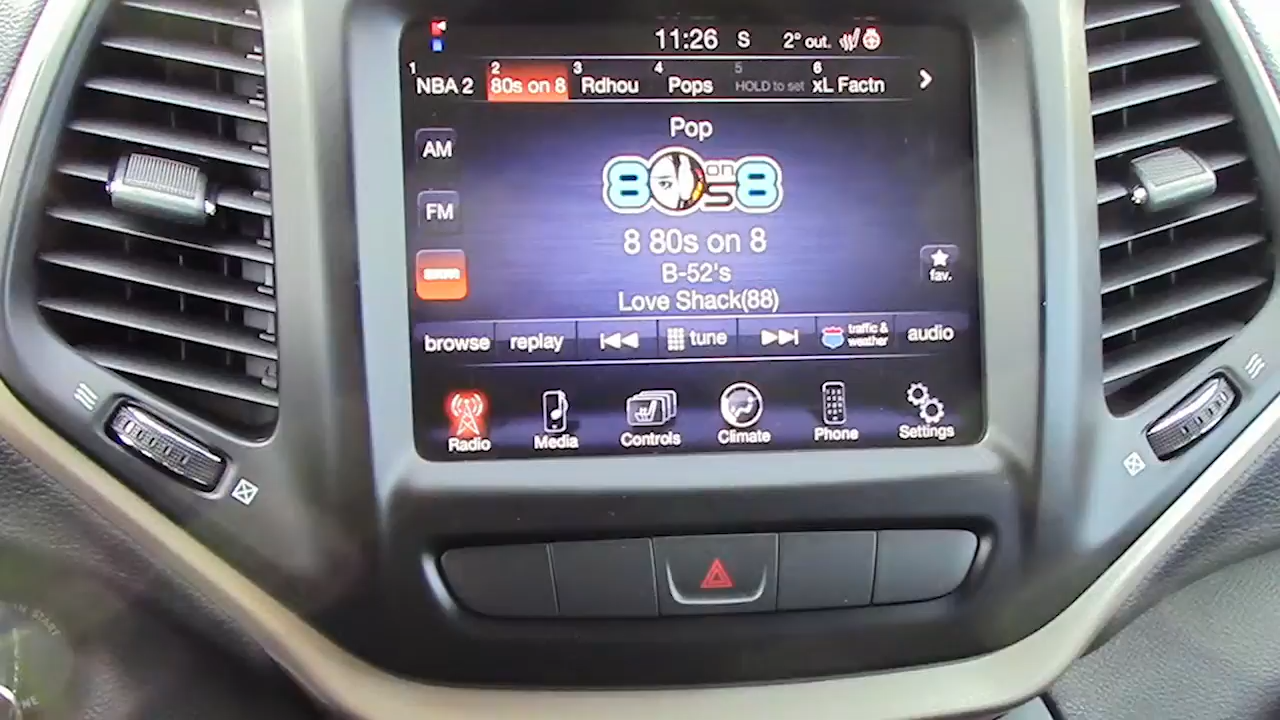 11:26 S 2° out.
1 2 3 4 5 6
NBA 2 80s on 8 Rdhou Pops HOLD to set xL Factn
Pop
AM
80s on 8
FM
8 80s on 8
B-52's
fav.
Love Shack(88)
browse replay tune traffic & weather audio
Radio Media Controls Climate Phone Settings
START